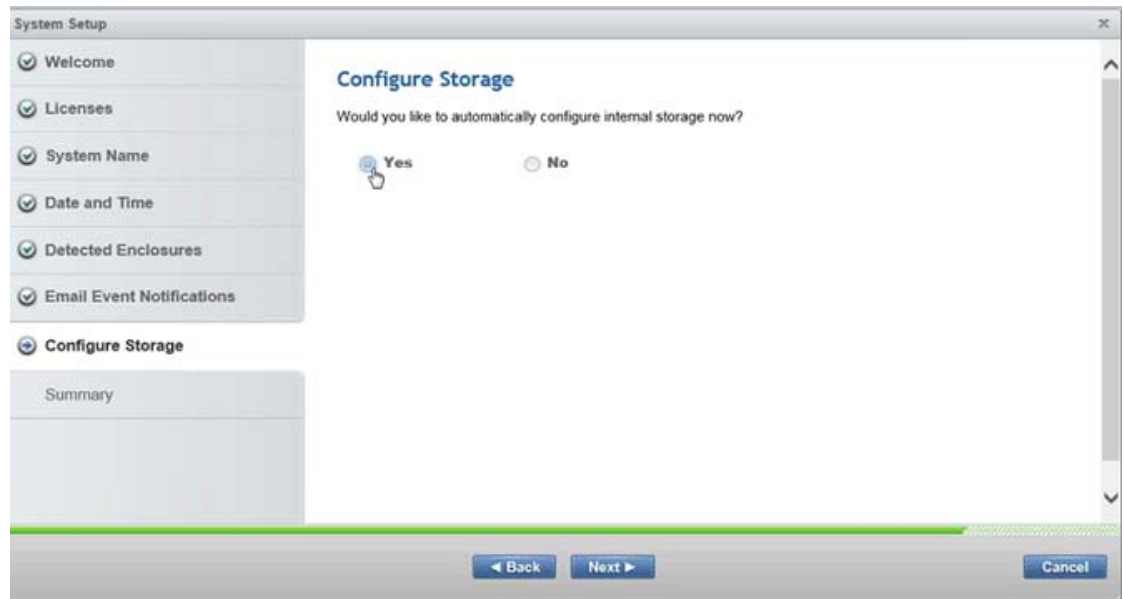 System Setup
Welcome
Licenses
System Name
Date and Time
Detected Enclosures
Email Event Notifications
Configure Storage
Summary
Configure Storage
Would you like to automatically configure internal storage now?
Yes
No
Back
Next
Cancel